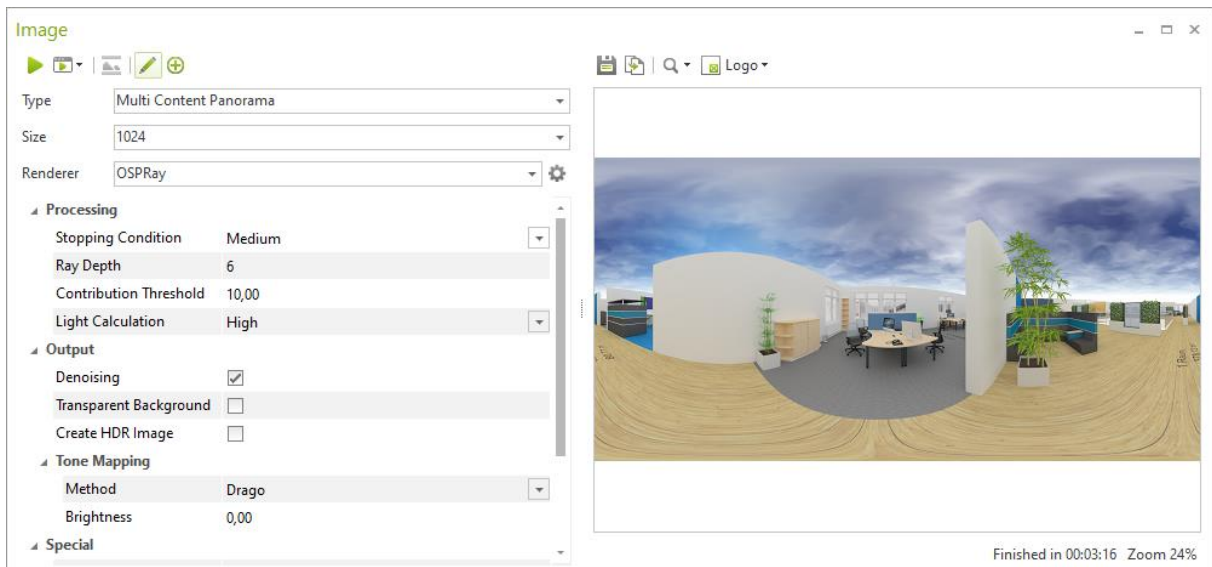 Image
Logo
Type Multi Content Panorama
Size 1024
Renderer OSPRay
Processing
Stopping Condition Medium
Ray Depth 6
Contribution Threshold 10,00
Light Calculation High
Output
Denoising
Transparent Background
Create HDR Image
Tone Mapping
Method Drago
Brightness 0,00
Special
Finished in 00:03:16 Zoom 24%